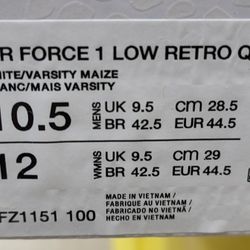 R FORCE 1 LOW RETRO Q
ITE/VARSITY MAIZE
ANC/MAIS VARSITY
10.5 MENS UK 9.5 CM 28.5
BR 42.5 EUR 44.5
12 WMNS UK 9.5 CM 29
BR 42.5 EUR 44.5
MADE IN VIETNAM /
FABRIQUE AU VIETNAM /
FABRICADO NO VIETNÃ /
HECHO EN VIETNAM
FZ1151 100